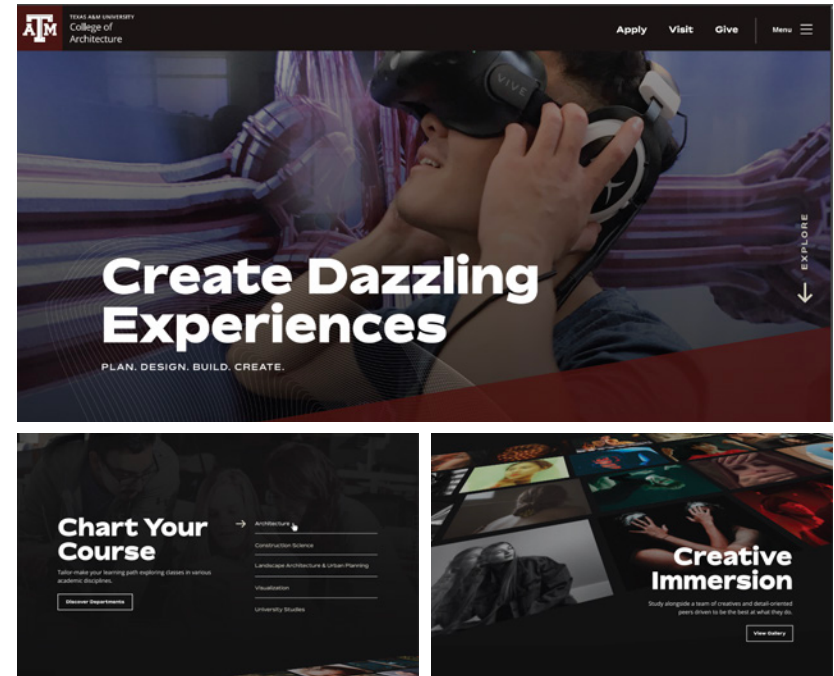 TEXAS A&M UNIVERSITY
College of
Architecture
Apply Visit Give Menu
VIVE
EXPLORE
Create Dazzling
Experiences
PLAN. DESIGN. BUILD. CREATE.
Chart Your
Course
Tailor-make your learning path exploring classes in various
academic disciplines.
Discover Departments
Architecture
Construction Science
Landscape Architecture & Urban Planning
Visualization
University Studies
Creative
Immersion
Study alongside a team of creatives and detail-oriented
peers driven to be the best at what they do.
View Gallery